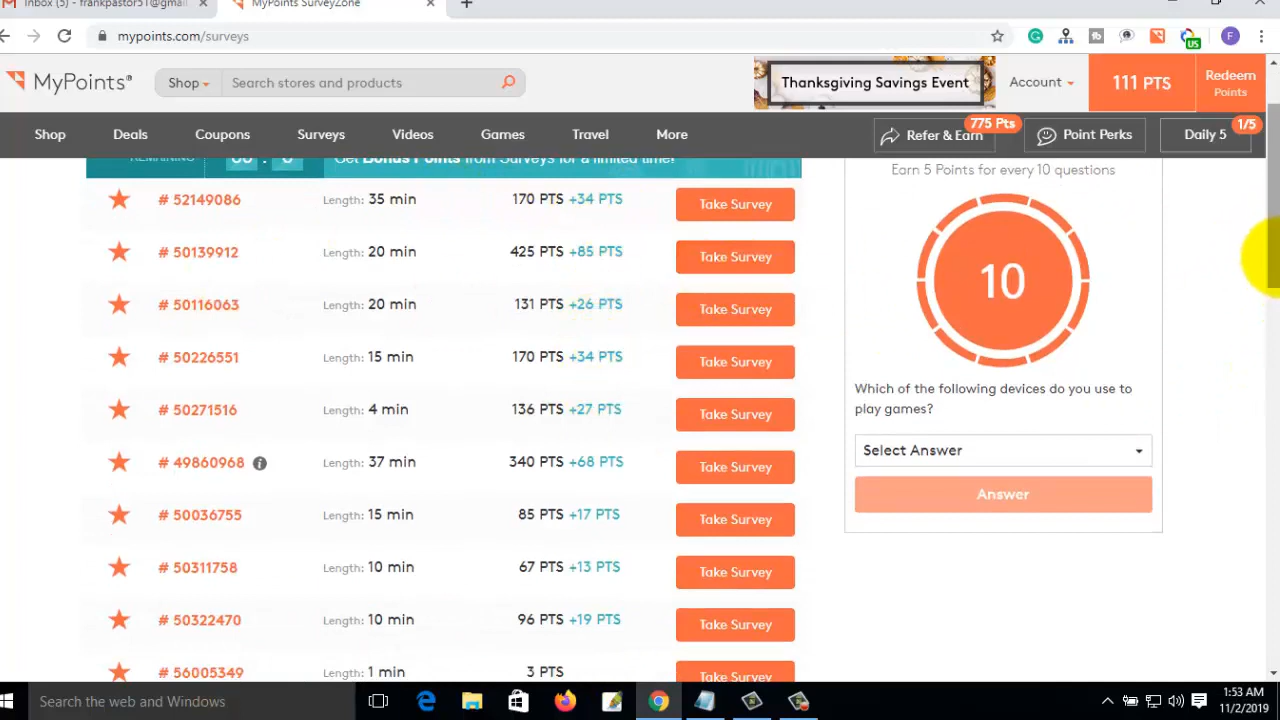 Inbox (5) - frankpastor51@gmail
MyPoints SurveyZone
mypoints.com/surveys
US
F
MyPoints®
Shop
Search stores and products
Thanksgiving Savings Event
Account
111 PTS
Redeem
Points
Shop
Deals
Coupons
Surveys
Videos
Games
Travel
More
Refer & Earn
775 Pts
Point Perks
Daily 5
1/5
REMAINING
Get Bonus Points from Surveys for a limited time!
# 52149086 Length: 35 min 170 PTS +34 PTS Take Survey
# 50139912 Length: 20 min 425 PTS +85 PTS Take Survey
# 50116063 Length: 20 min 131 PTS +26 PTS Take Survey
# 50226551 Length: 15 min 170 PTS +34 PTS Take Survey
# 50271516 Length: 4 min 136 PTS +27 PTS Take Survey
# 49860968 Length: 37 min 340 PTS +68 PTS Take Survey
# 50036755 Length: 15 min 85 PTS +17 PTS Take Survey
# 50311758 Length: 10 min 67 PTS +13 PTS Take Survey
# 50322470 Length: 10 min 96 PTS +19 PTS Take Survey
# 56005349 Length: 1 min 3 PTS Take Survey
Earn 5 Points for every 10 questions
10
Which of the following devices do you use to
play games?
Select Answer
Answer
Search the web and Windows
1:53 AM
11/2/2019